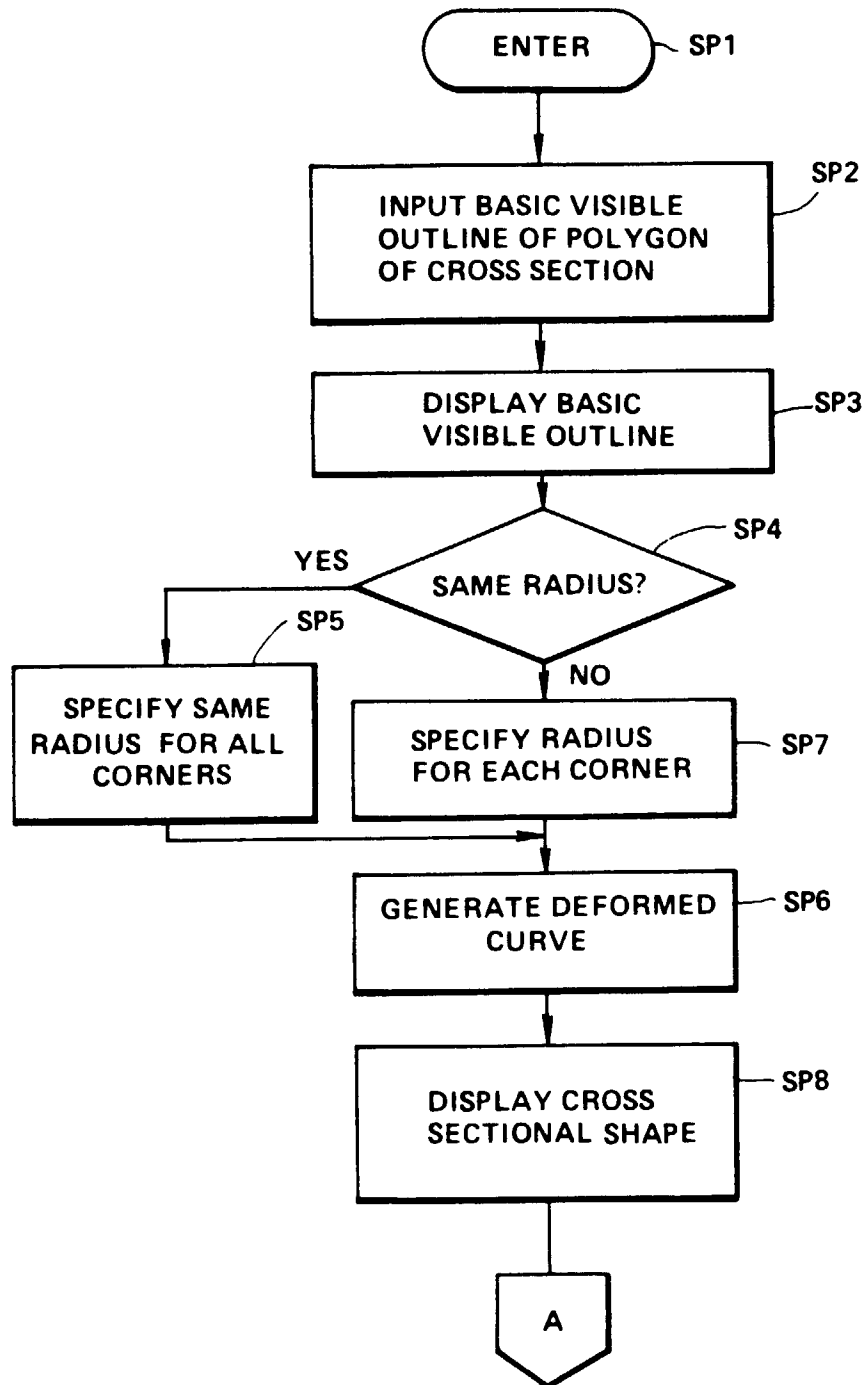 ENTER
SP1
SP2
INPUT BASIC VISIBLE
OUTLINE OF POLYGON
OF CROSS SECTION
DISPLAY BASIC
VISIBLE OUTLINE
SP3
SP4
YES
SAME RADIUS?
SP5
NO
SPECIFY SAME
RADIUS FOR ALL
CORNERS
SPECIFY RADIUS
FOR EACH CORNER
SP7
GENERATE DEFORMED
CURVE
SP6
DISPLAY CROSS
SECTIONAL SHAPE
SP8
A